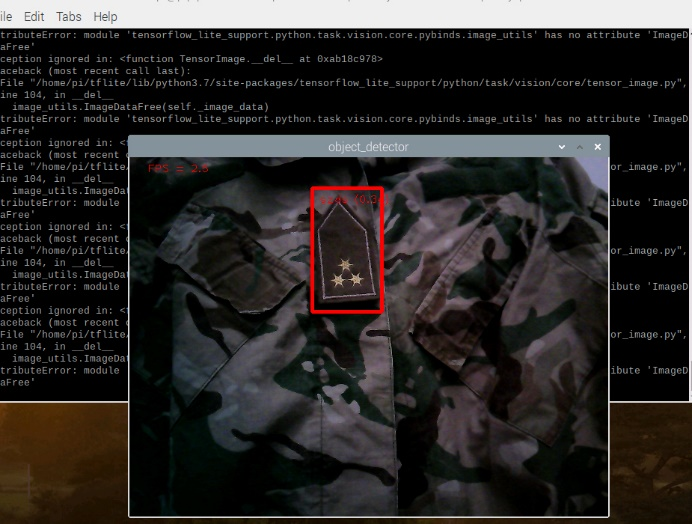 ile Edit Tabs Help
tributeError: module 'tensorflow_lite_support.python.task.vision.core.pybinds.image_utils' has no attribute 'ImageD
aFree'
ception ignored in: <function TensorImage.__del__ at 0xab18c978>
aceback (most recent call last):
File "/home/pi/tflite/lib/python3.7/site-packages/tensorflow_lite_support/python/task/vision/core/tensor_image.py",
ine 104, in __del__
image_utils.ImageDataFree(self._image_data)
tributeError: module 'tensorflow_lite_support.python.task.vision.core.pybinds.image_utils' has no attribute 'ImageD
aFree'
ception ignored in: <f
object_detector
aceback (most recent c
FPS = 2.5
File "/home/pi/tflite/ or_image.py",
ine 104, in __del__
image_utils.ImageDat
(0.3
tributeError: module ibute 'ImageD
aFree'
ception ignored in: <f
aceback (most recent c
File "/home/pi/tflite/ or_image.py",
ine 104, in __del__
image_utils.ImageDat
tributeError: module ibute 'ImageD
aFree'
ception ignored in: <f
aceback (most recent c
File "/home/pi/tflite/ or_image.py",
ine 104, in __del__
image_utils.ImageDat
tributeError: module ibute 'ImageD
aFree'